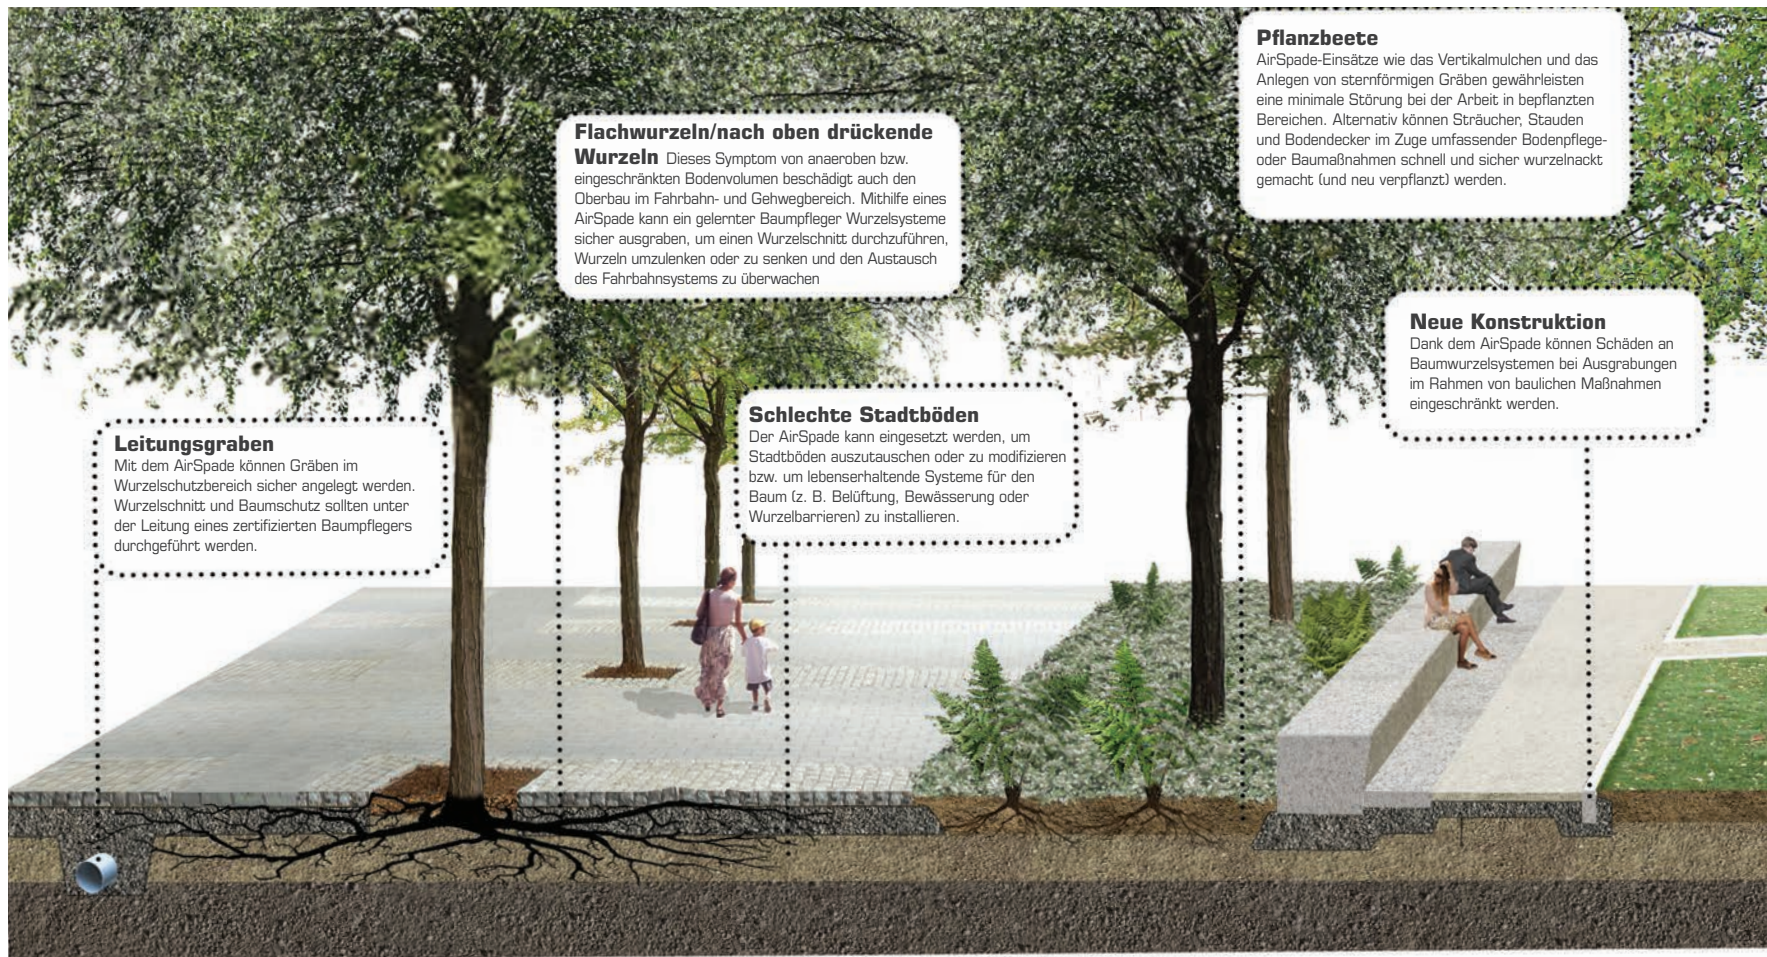 Pflanzbeete
AirSpade-Einsätze wie das Vertikalmulchen und das
Anlegen von sternförmigen Gräben gewährleisten
eine minimale Störung bei der Arbeit in bepflanzten
Bereichen. Alternativ können Sträucher, Stauden
und Bodendecker im Zuge umfassender Bodenpflege-
oder Baumaßnahmen schnell und sicher wurzelnackt
gemacht (und neu verpflanzt) werden.
Flachwurzeln/nach oben drückende
Wurzeln Dieses Symptom von anaeroben bzw.
eingeschränkten Bodenvolumen beschädigt auch den
Oberbau im Fahrbahn- und Gehwegbereich. Mithilfe eines
AirSpade kann ein gelernter Baumpfleger Wurzelsysteme
sicher ausgraben, um einen Wurzelschnitt durchzuführen,
Wurzeln umzulenken oder zu senken und den Austausch
des Fahrbahnsystems zu überwachen
Neue Konstruktion
Dank dem AirSpade können Schäden an
Baumwurzelsystemen bei Ausgrabungen
im Rahmen von baulichen Maßnahmen
eingeschränkt werden.
Schlechte Stadtböden
Der AirSpade kann eingesetzt werden, um
Stadtböden auszutauschen oder zu modifizieren
bzw. um lebenserhaltende Systeme für den
Baum (z. B. Belüftung, Bewässerung oder
Wurzelbarrieren) zu installieren.
Leitungsgraben
Mit dem AirSpade können Gräben im
Wurzelschutzbereich sicher angelegt werden.
Wurzelschnitt und Baumschutz sollten unter
der Leitung eines zertifizierten Baumpflegers
durchgeführt werden.